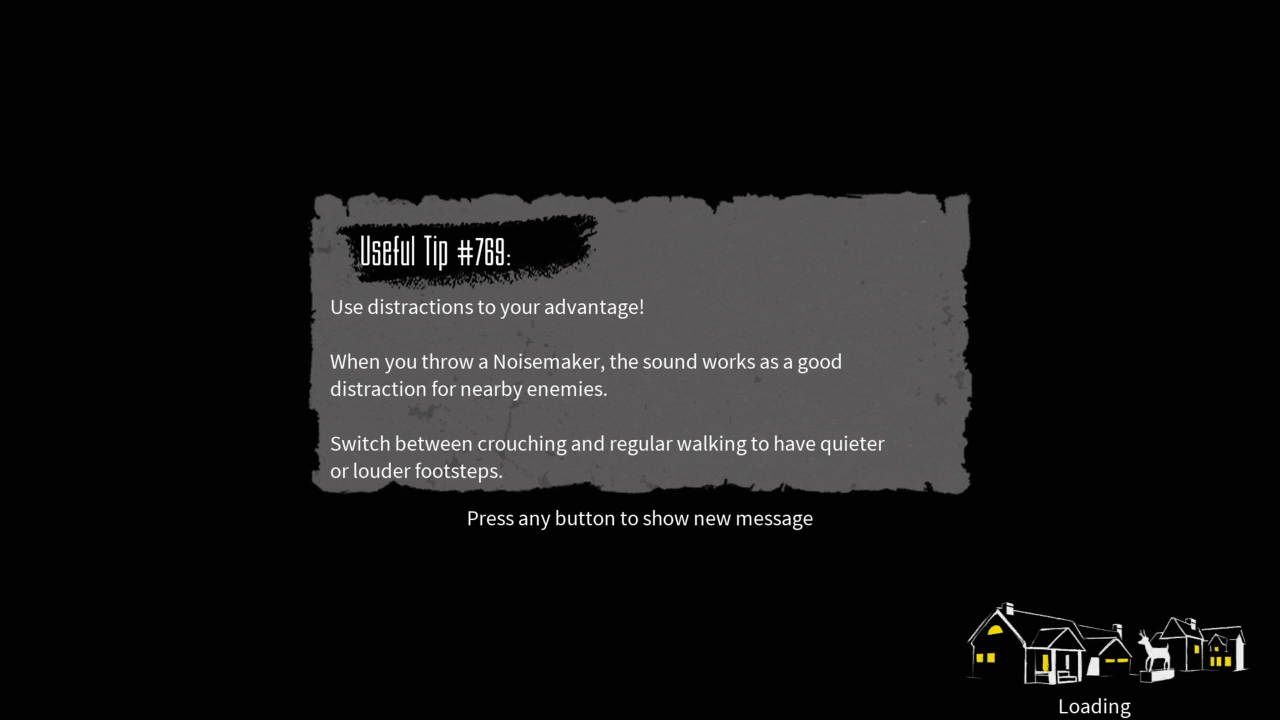 Useful Tip #769:
Use distractions to your advantage!
When you throw a Noisemaker, the sound works as a good
distraction for nearby enemies.
Switch between crouching and regular walking to have quieter
or louder footsteps.
Press any button to show new message
Loading